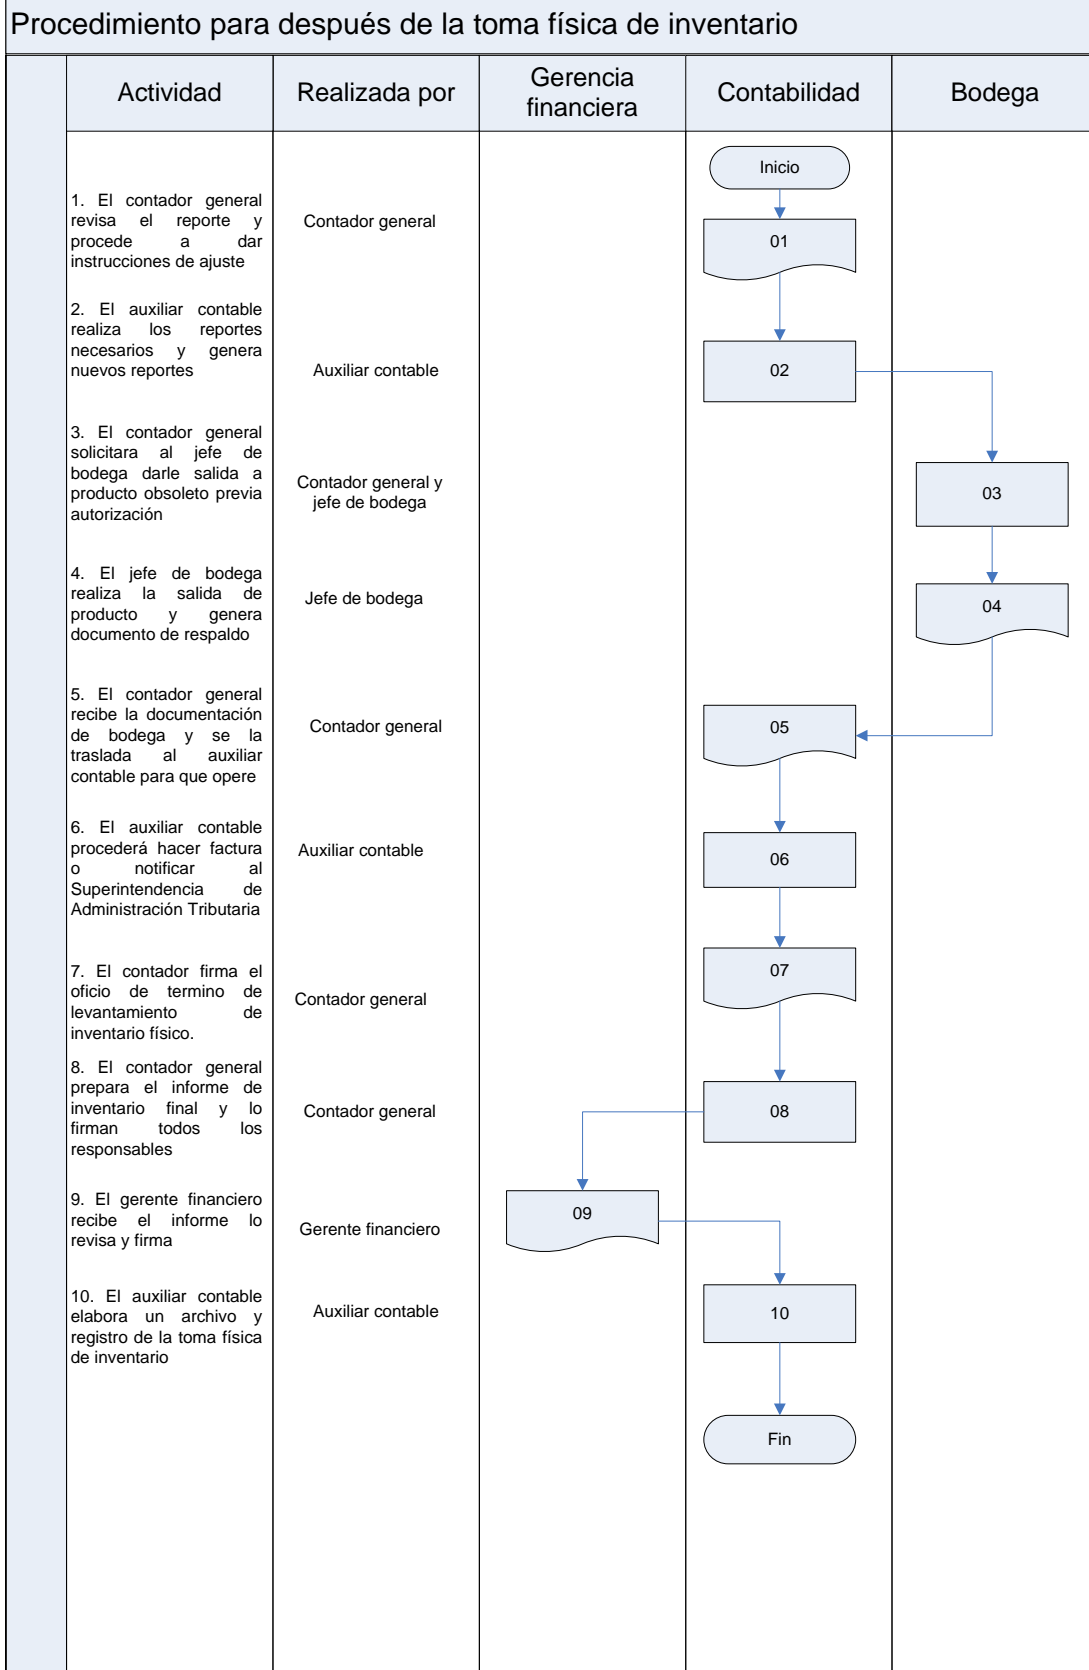 Procedimiento para después de la toma física de inventario
Actividad
Realizada por
Gerencia
financiera
Contabilidad
Bodega
Inicio
1. El contador general
revisa el reporte y
procede a dar
instrucciones de ajuste
Contador general
01
2. El auxiliar contable
realiza los reportes
necesarios y genera
nuevos reportes
Auxiliar contable
02
3. El contador general
solicitara al jefe de
bodega darle salida a
producto obsoleto previa
autorización
Contador general y
jefe de bodega
03
4. El jefe de bodega
realiza la salida de
producto y genera
documento de respaldo
Jefe de bodega
04
5. El contador general
recibe la documentación
de bodega y se la
traslada al auxiliar
contable para que opere
Contador general
05
6. El auxiliar contable
procederá hacer factura
o notificar al
Superintendencia de
Administración Tributaria
Auxiliar contable
06
7. El contador firma el
oficio de termino de
levantamiento de
inventario físico.
Contador general
07
8. El contador general
prepara el informe de
inventario final y lo
firman todos los
responsables
Contador general
08
9. El gerente financiero
recibe el informe lo
revisa y firma
Gerente financiero
09
10. El auxiliar contable
elabora un archivo y
registro de la toma física
de inventario
Auxiliar contable
10
Fin